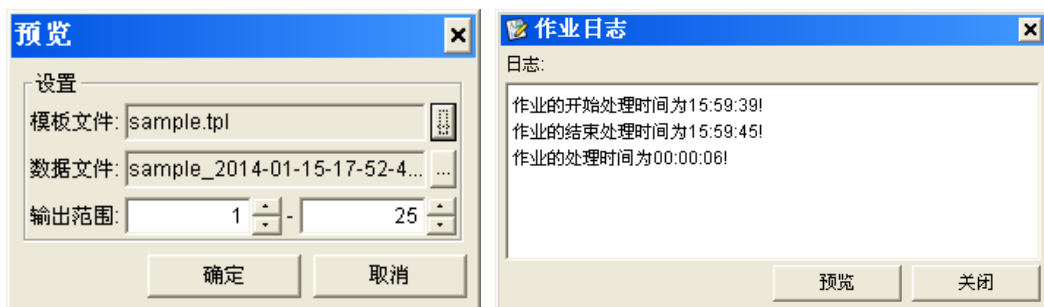 预览
设置
模板文件: sample.tpl
数据文件: sample_2014-01-15-17-52-4... ...
输出范围: 1 - 25
确定 取消
作业日志
日志:
作业的开始处理时间为15:59:39!
作业的结束处理时间为15:59:45!
作业的处理时间为00:00:06!
预览 关闭